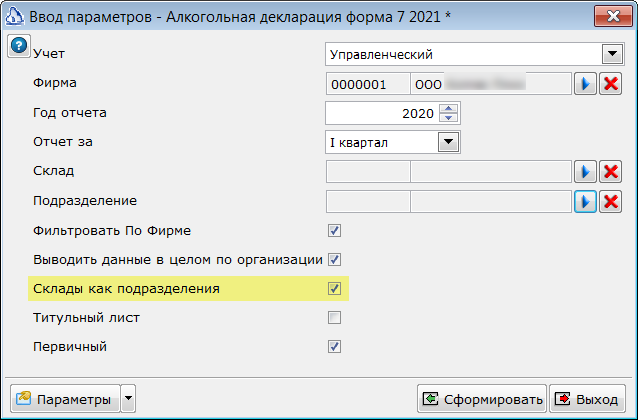 Ввод параметров - Алкогольная декларация форма 7 2021 *
Учет Управленческий
Фирма 0000001 ООО
Год отчета 2020
Отчет за I квартал
Склад
Подразделение
Фильтровать По Фирме
Выводить данные в целом по организации
Склады как подразделения
Титульный лист
Первичный
Параметры Сформировать Выход